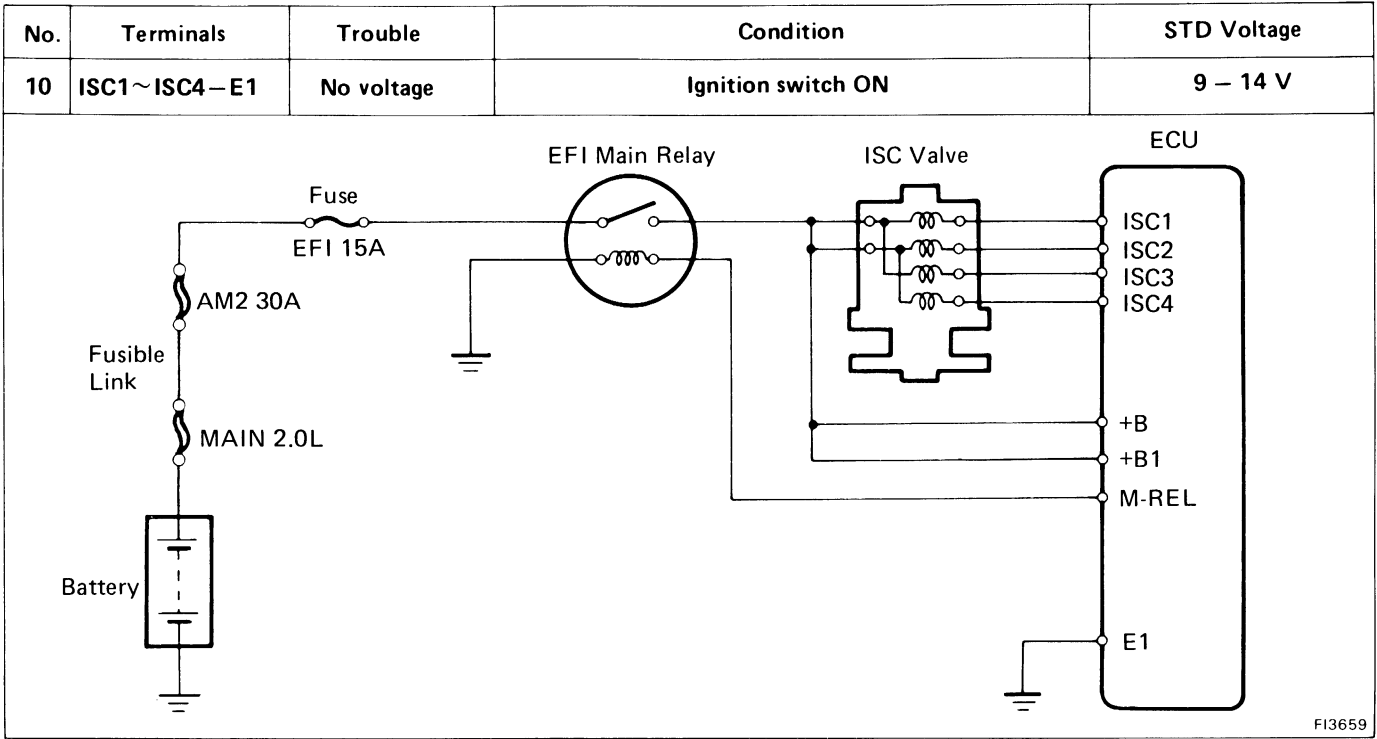 No. Terminals Trouble Condition STD Voltage
10 ISC1~ISC4—E1 No voltage Ignition switch ON 9 — 14 V
ECU
EFI Main Relay ISC Valve
Fuse
EFI 15A
ISC1
ISC2
ISC3
ISC4
AM2 30A
Fusible
Link
MAIN 2.0L
+B
+B1
M-REL
Battery
E1
FI3659